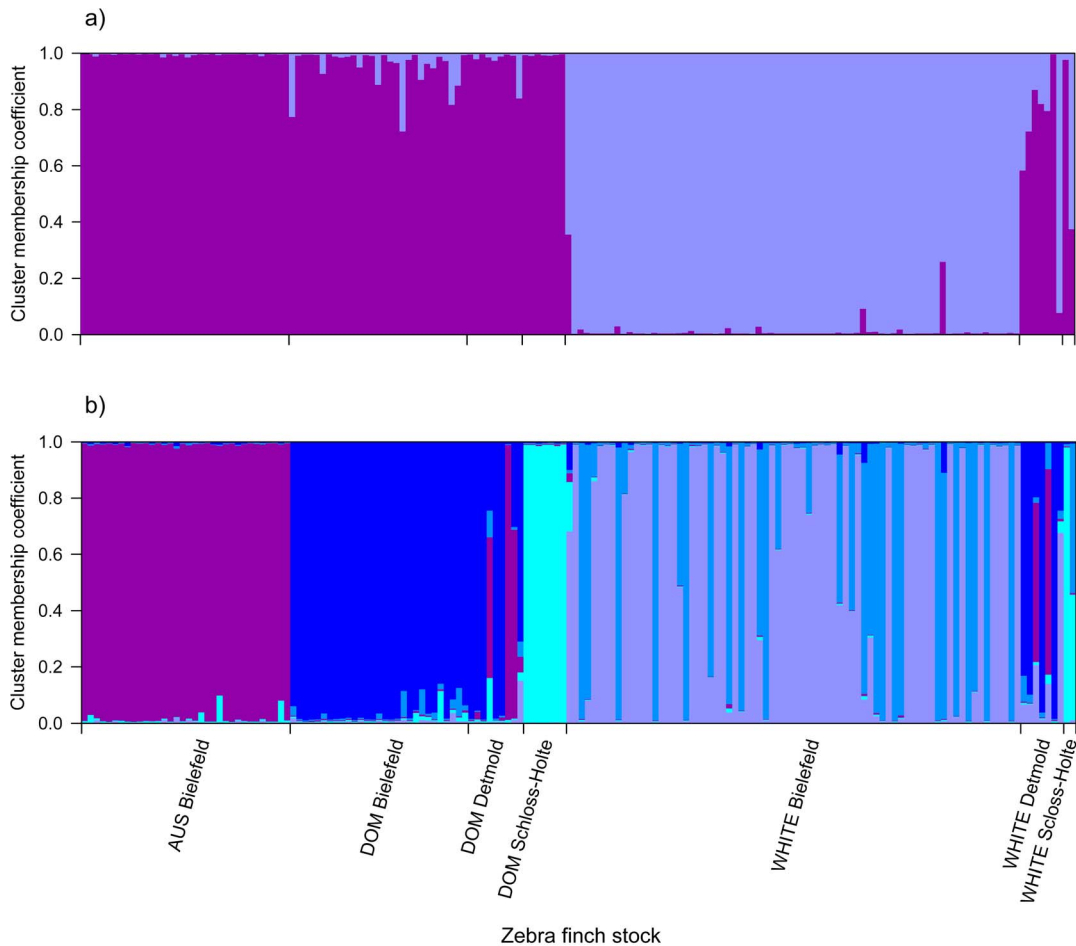 a)
1.0
0.8
0.6
0.4
0.2
0.0
Cluster membership coefficient
b)
1.0
0.8
0.6
0.4
0.2
0.0
Cluster membership coefficient
AUS Bielefeld
DOM Bielefeld
DOM Detmold
DOM Schloss-Holte
WHITE Bielefeld
WHITE Detmold
WHITE Scloss-Holte
Zebra finch stock